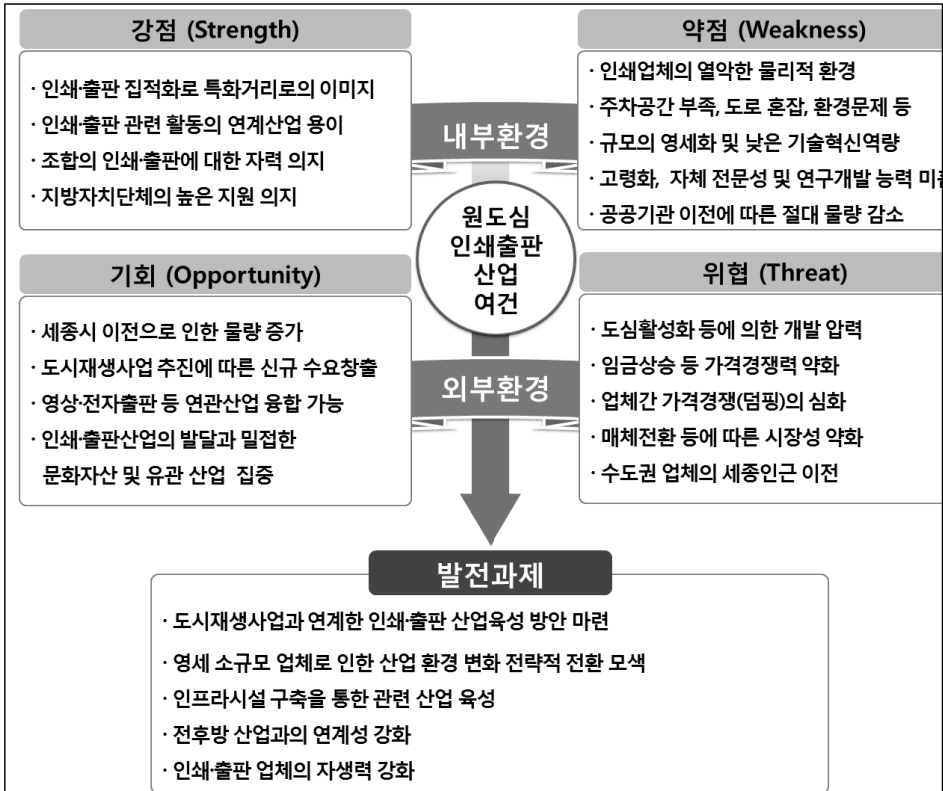 강점 (Strength)
· 인쇄·출판 집적화로 특화거리로의 이미지
· 인쇄·출판 관련 활동의 연계산업 용이
· 조합의 인쇄·출판에 대한 자력 의지
· 지방자치단체의 높은 지원 의지
약점 (Weakness)
· 인쇄업체의 열악한 물리적 환경
· 주차공간 부족, 도로 혼잡, 환경문제 등
· 규모의 영세화 및 낮은 기술혁신역량
· 고령화, 자체 전문성 및 연구개발 능력
· 공공기관 이전에 따른 절대 물량 감소
내부환경
원도심
인쇄출판
산업
여건
기회 (Opportunity)
· 세종시 이전으로 인한 물량 증가
· 도시재생사업 추진에 따른 신규 수요창출
· 영상·전자출판 등 연관산업 융합 가능
· 인쇄·출판산업의 발달과 밀접한
문화자산 및 유관 산업 집중
위협 (Threat)
· 도심활성화 등에 의한 개발 압력
· 임금상승 등 가격경쟁력 약화
· 업체간 가격경쟁(덤핑)의 심화
· 매체전환 등에 따른 시장성 약화
· 수도권 업체의 세종인근 이전
외부환경
발전과제
· 도시재생사업과 연계한 인쇄·출판 산업육성 방안 마련
· 영세 소규모 업체로 인한 산업 환경 변화 전략적 전환 모색
· 인프라시설 구축을 통한 관련 산업 육성
· 전후방 산업과의 연계성 강화
· 인쇄·출판 업체의 자생력 강화